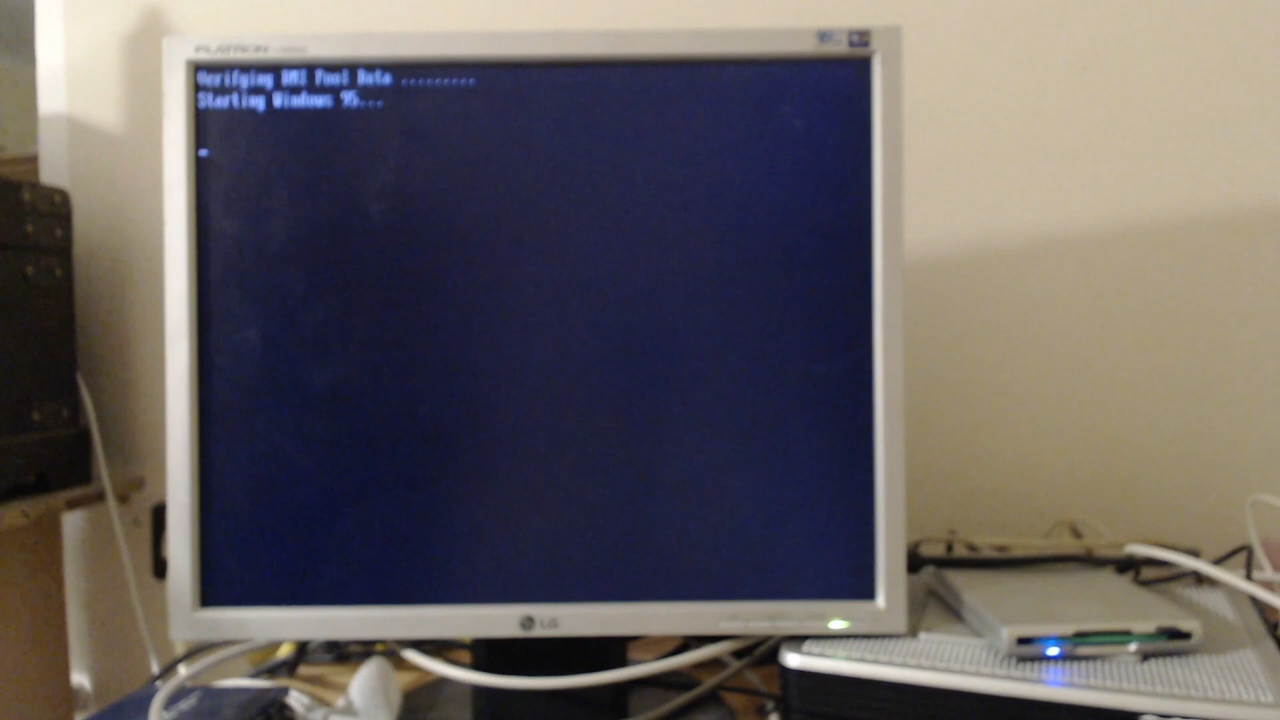 FLATRON
Verifying DMI Pool Data .........
Starting Windows 95...
LG